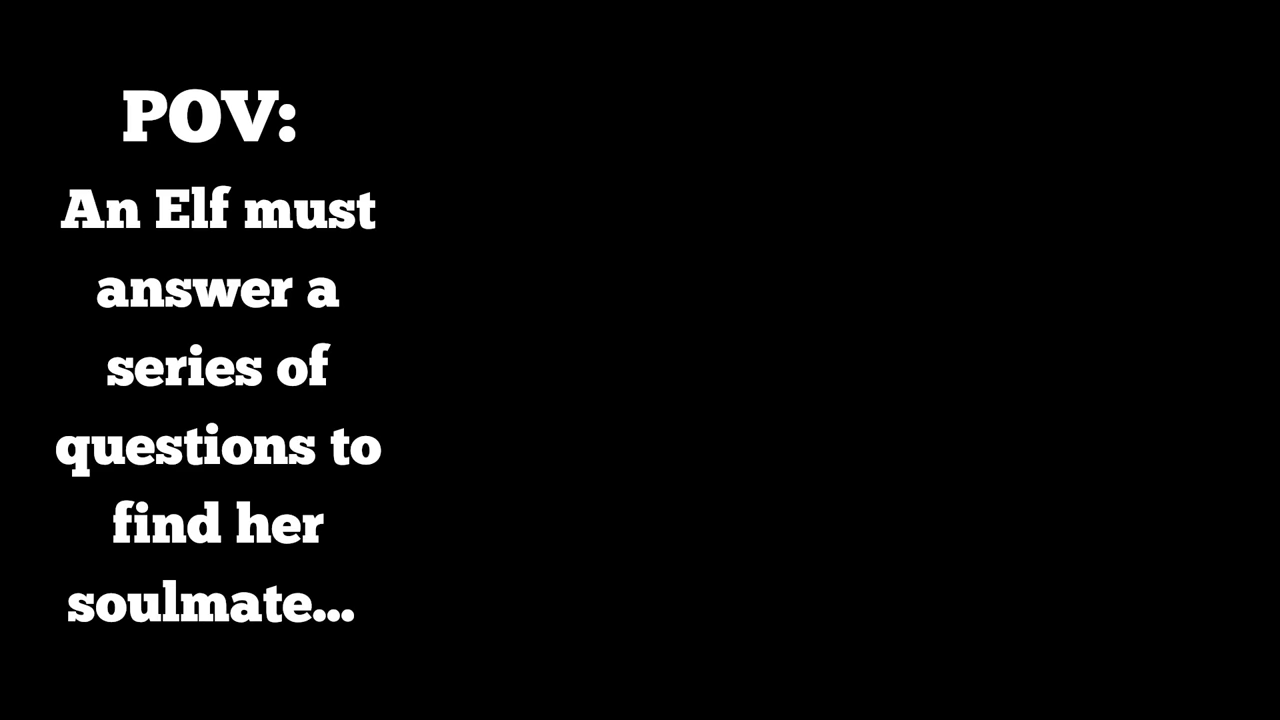 POV:
An Elf must
answer a
series of
questions to
find her
soulmate...